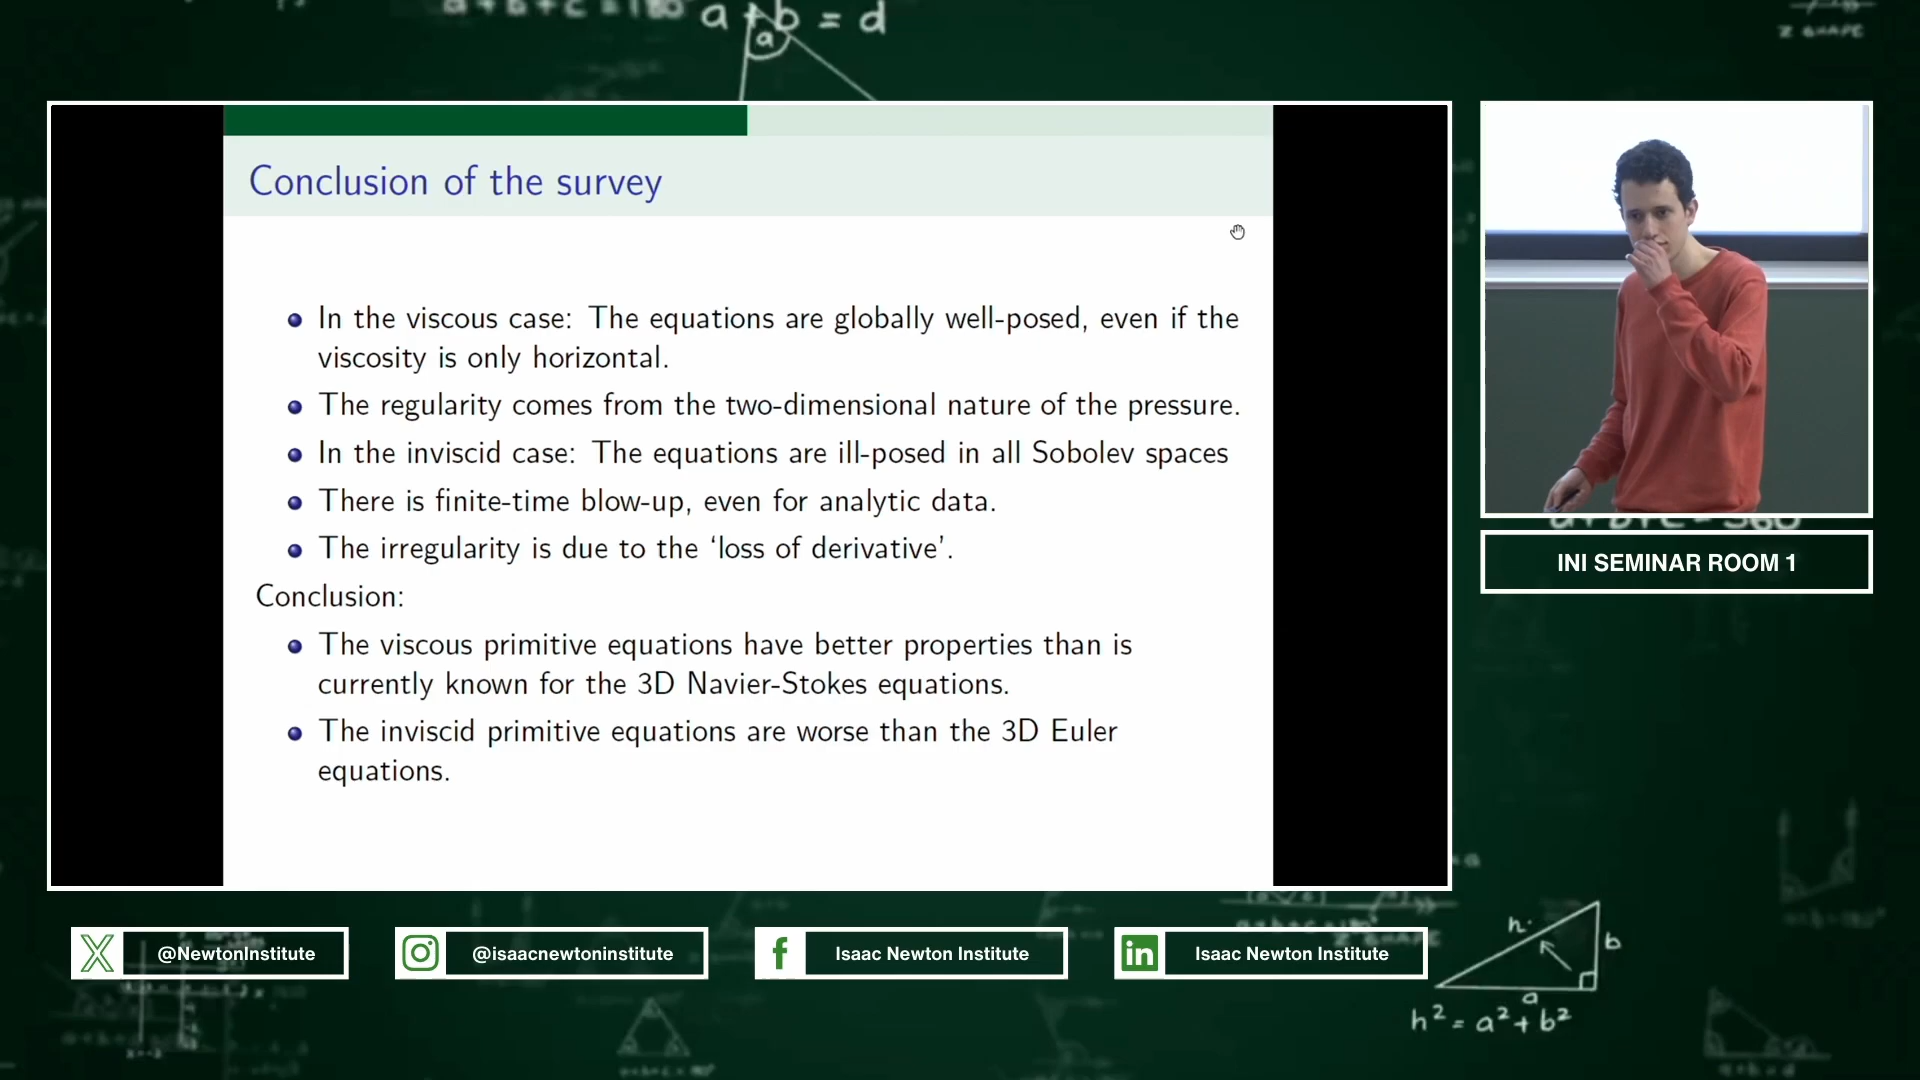 a + b + c = 180°
a + b = d
a
Z SHAPE
Conclusion of the survey
In the viscous case: The equations are globally well-posed, even if the
viscosity is only horizontal.
The regularity comes from the two-dimensional nature of the pressure.
In the inviscid case: The equations are ill-posed in all Sobolev spaces
There is finite-time blow-up, even for analytic data.
The irregularity is due to the ‘loss of derivative’.
Conclusion:
The viscous primitive equations have better properties than is
currently known for the 3D Navier-Stokes equations.
The inviscid primitive equations are worse than the 3D Euler
equations.
INI SEMINAR ROOM 1
@NewtonInstitute
@isaacnewtoninstitute
Isaac Newton Institute
in
Isaac Newton Institute
h
b
a
h² = a² + b²